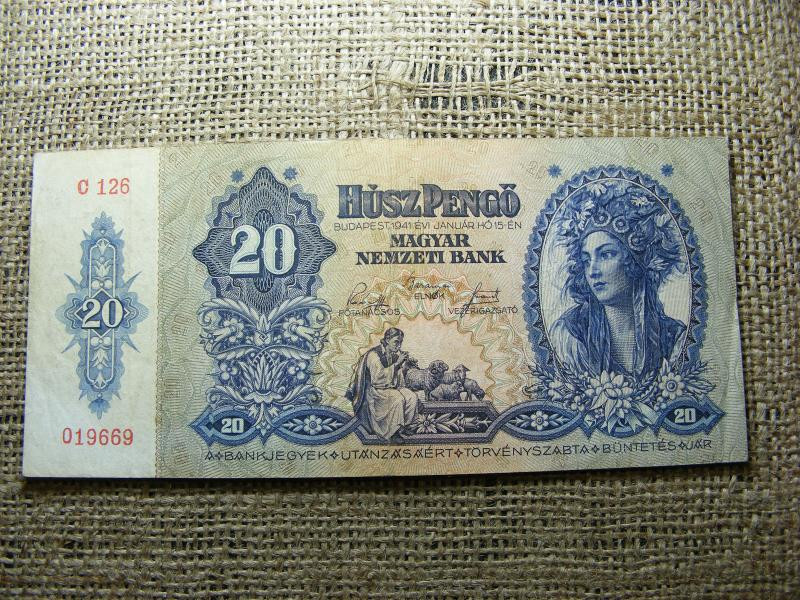 C 126
20
019669
20
HÚSZ PENGŐ
BUDAPEST, 1941 ÉVI JANUÁR HÓ 15-ÉN
MAGYAR
NEMZETI BANK
ELNÖK
FŐTANÁCSOS VEZÉRIGAZGATÓ
20 20
A BANKJEGYEK UTÁNZÁSÁÉRT TÖRVÉNYSZABTA BÜNTETÉS JÁR